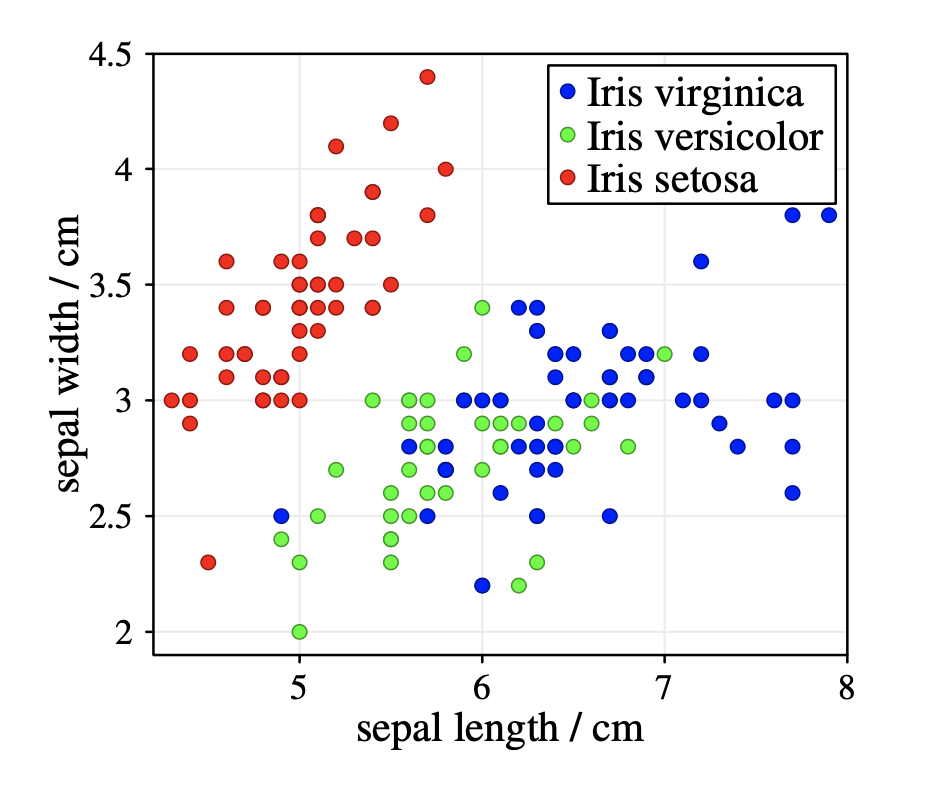 4.5
4
3.5
3
2.5
2
sepal width / cm
Iris virginica
Iris versicolor
Iris setosa
5 6 7 8
sepal length / cm